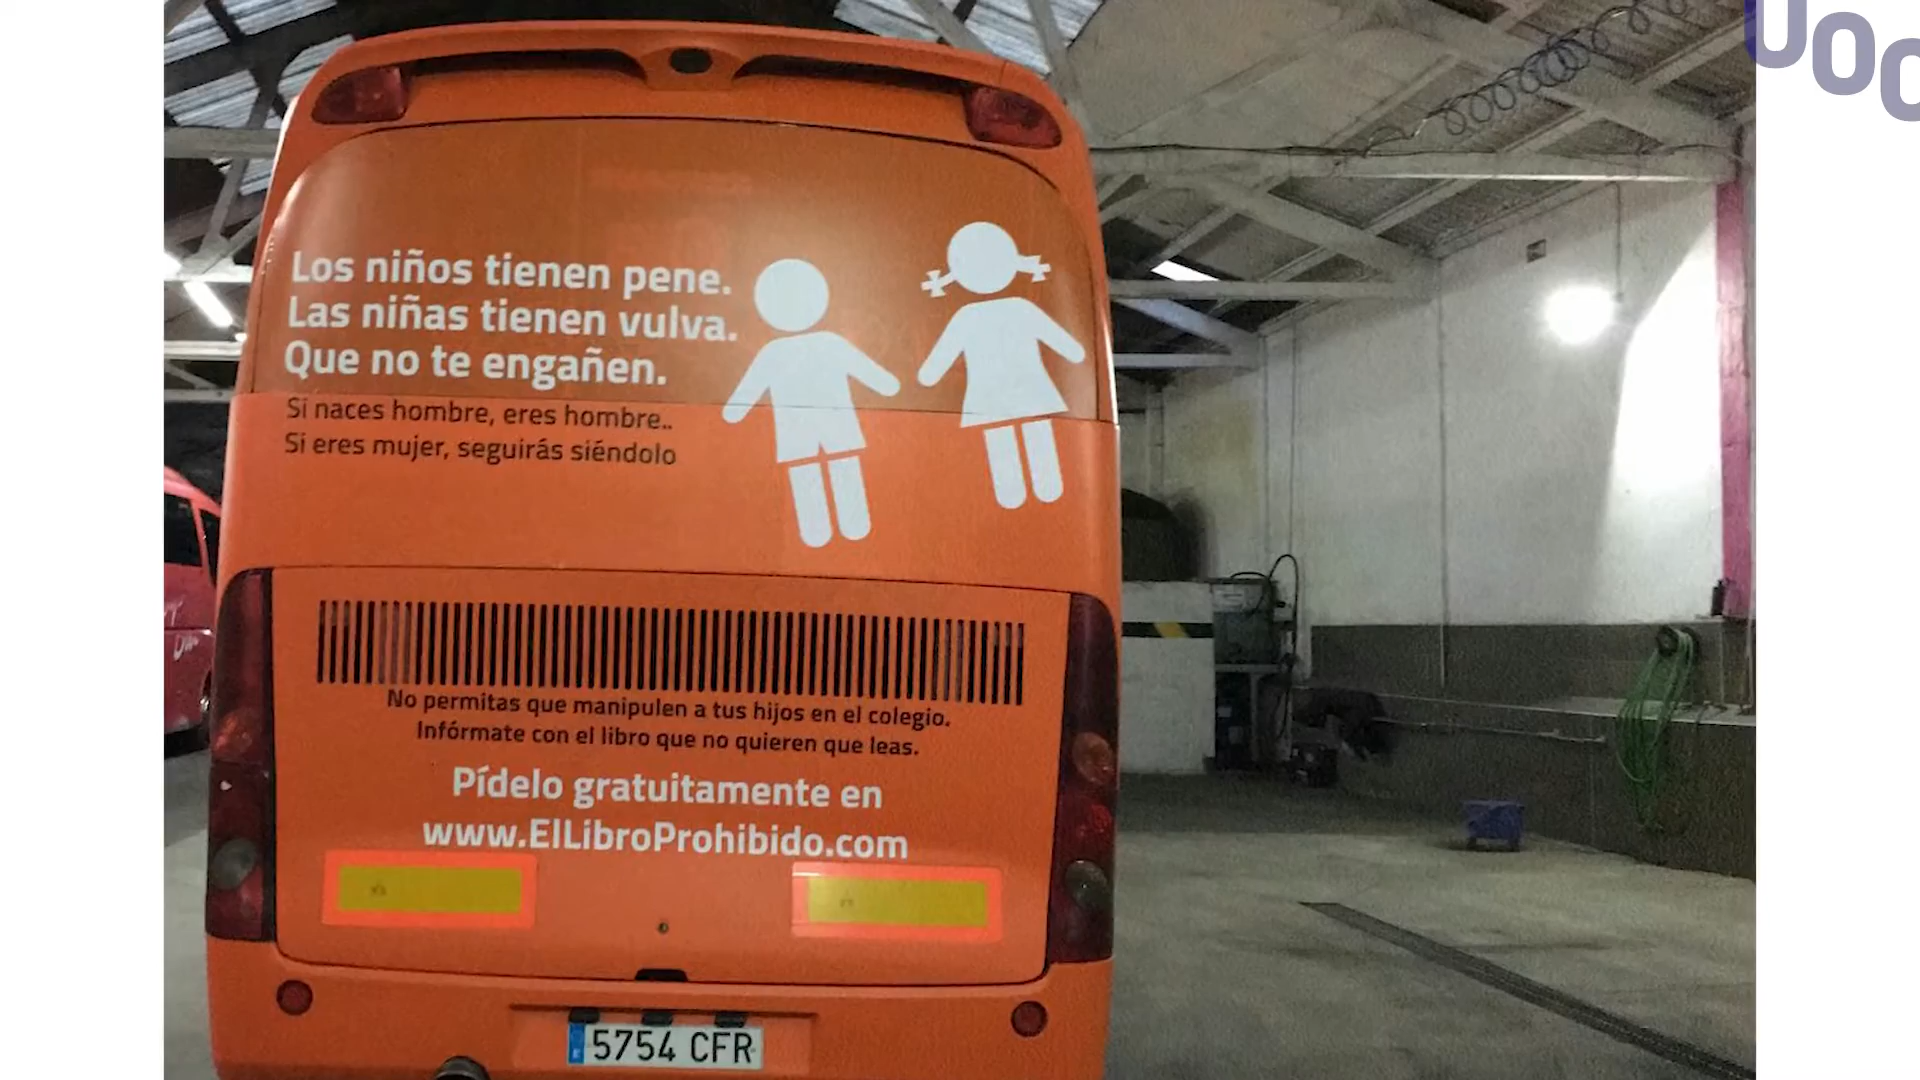 UOC
Los niños tienen pene.
Las niñas tienen vulva.
Que no te engañen.
Si naces hombre, eres hombre..
Si eres mujer, seguirás siéndolo
No permitas que manipulen a tus hijos en el colegio.
Infórmate con el libro que no quieren que leas.
Pídelo gratuitamente en
www.ElLibroProhibido.com
5754 CFR